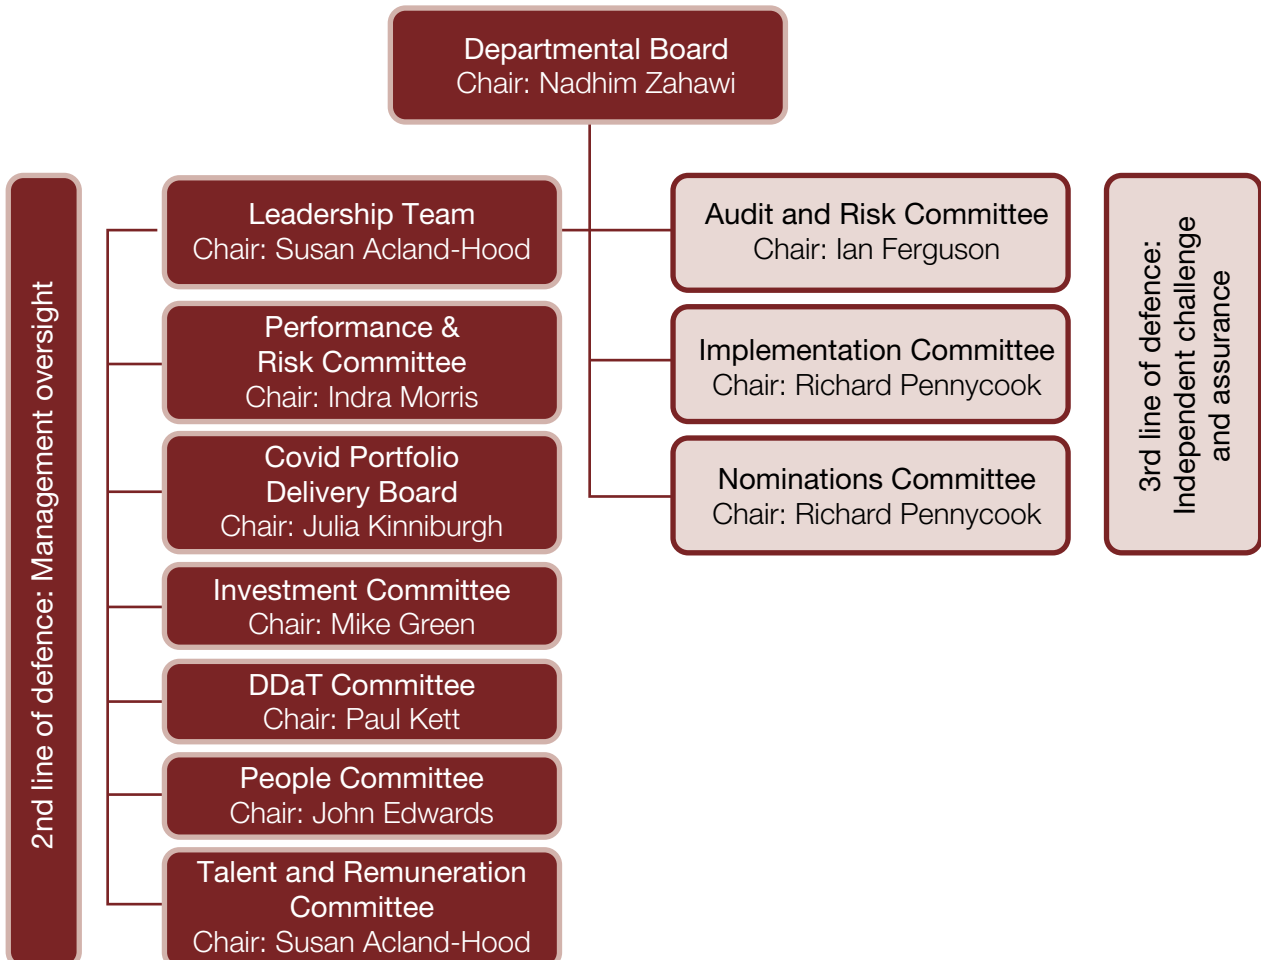 Departmental Board
Chair: Nadhim Zahawi
2nd line of defence: Management oversight
Leadership Team
Chair: Susan Acland-Hood
Performance &
Risk Committee
Chair: Indra Morris
Covid Portfolio
Delivery Board
Chair: Julia Kinniburgh
Investment Committee
Chair: Mike Green
DDaT Committee
Chair: Paul Kett
People Committee
Chair: John Edwards
Talent and Remuneration
Committee
Chair: Susan Acland-Hood
Audit and Risk Committee
Chair: Ian Ferguson
Implementation Committee
Chair: Richard Pennycook
Nominations Committee
Chair: Richard Pennycook
3rd line of defence:
Independent challenge
and assurance